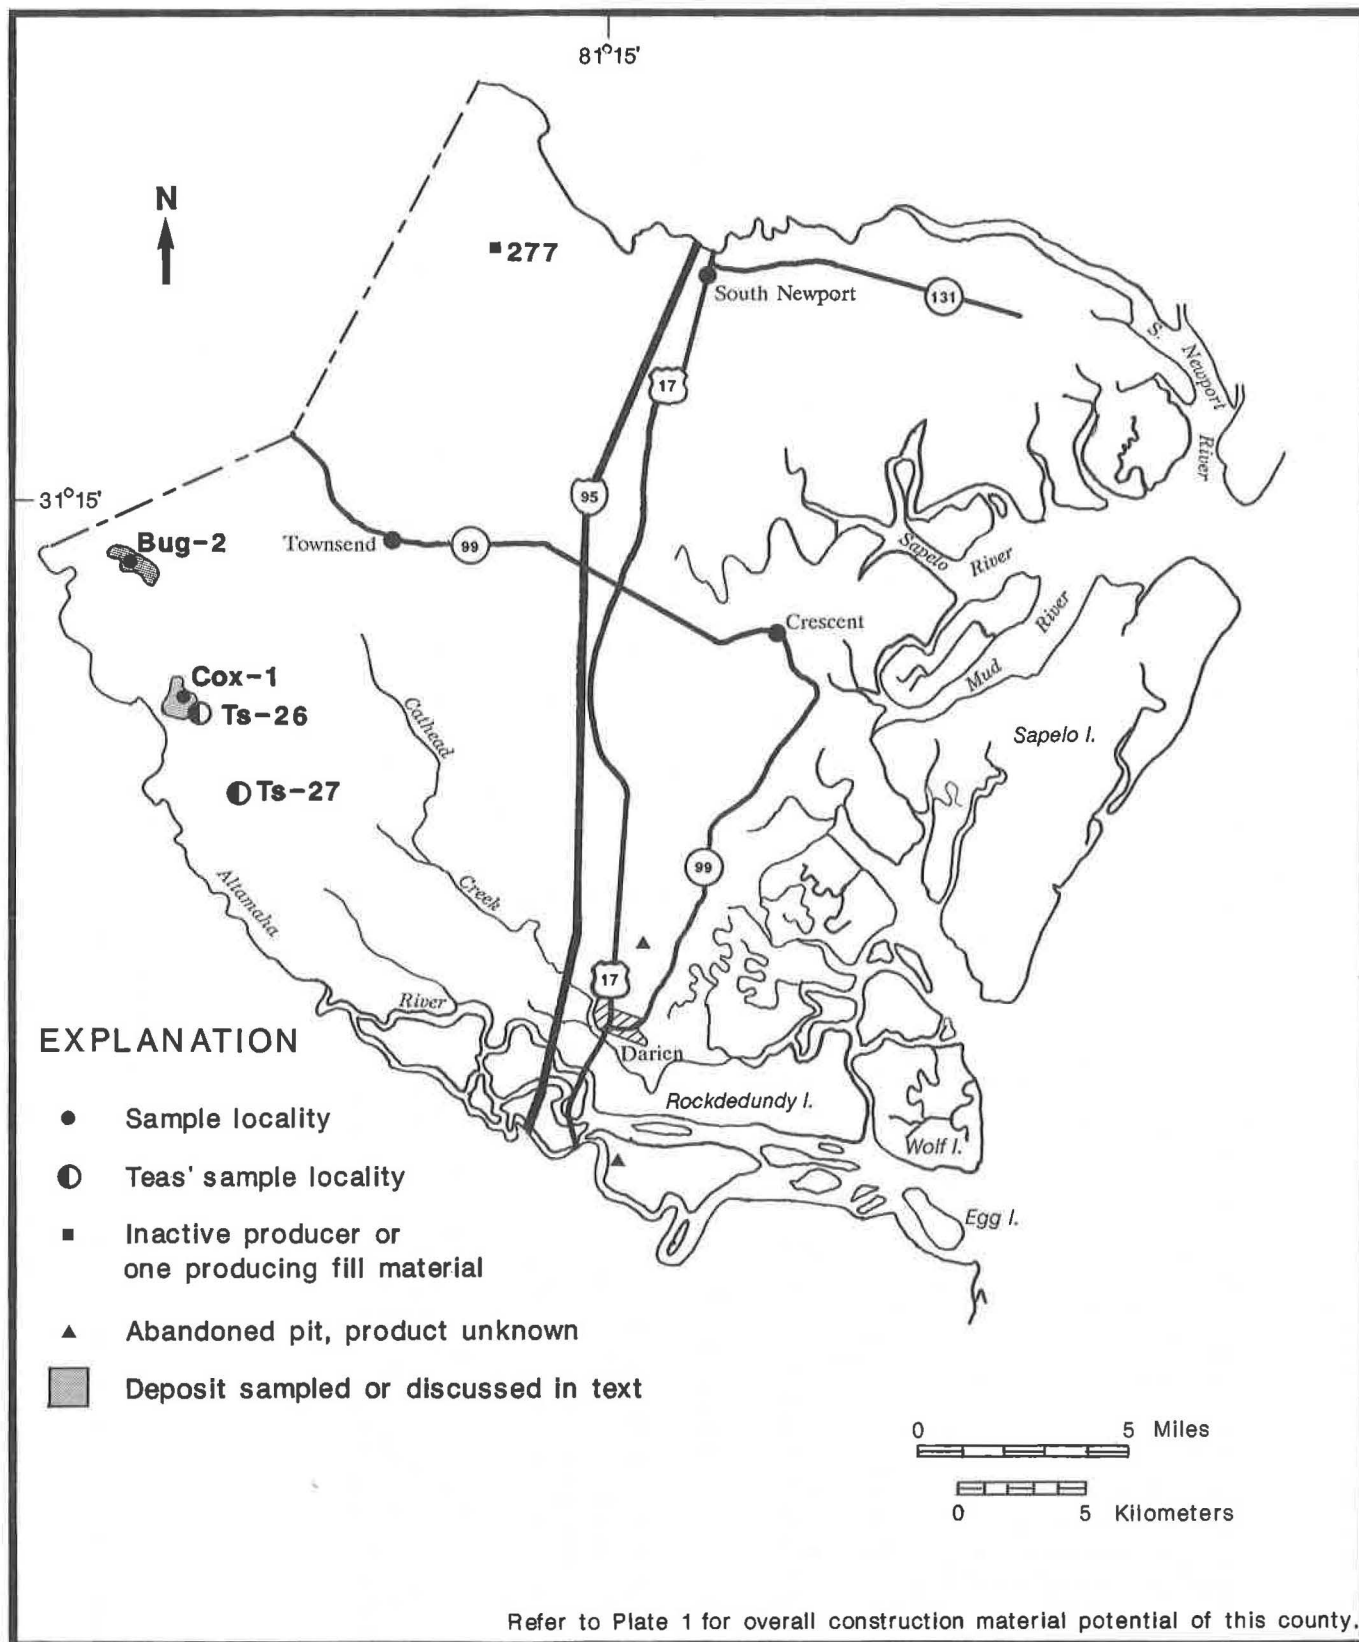 81°15'
N
277
South Newport
131
S. Newport River
17
31°15'
95
Bug-2
Townsend
99
Sapelo River
Crescent
Mud River
Cox-1
Ts-26
Cathead Creek
Sapelo I.
Ts-27
99
Altamaha River
17
Darien
Rockdedundy I.
Wolf I.
Egg I.
EXPLANATION
Sample locality
Teas' sample locality
Inactive producer or
one producing fill material
Abandoned pit, product unknown
Deposit sampled or discussed in text
0 5 Miles
0 5 Kilometers
Refer to Plate 1 for overall construction material potential of this county.